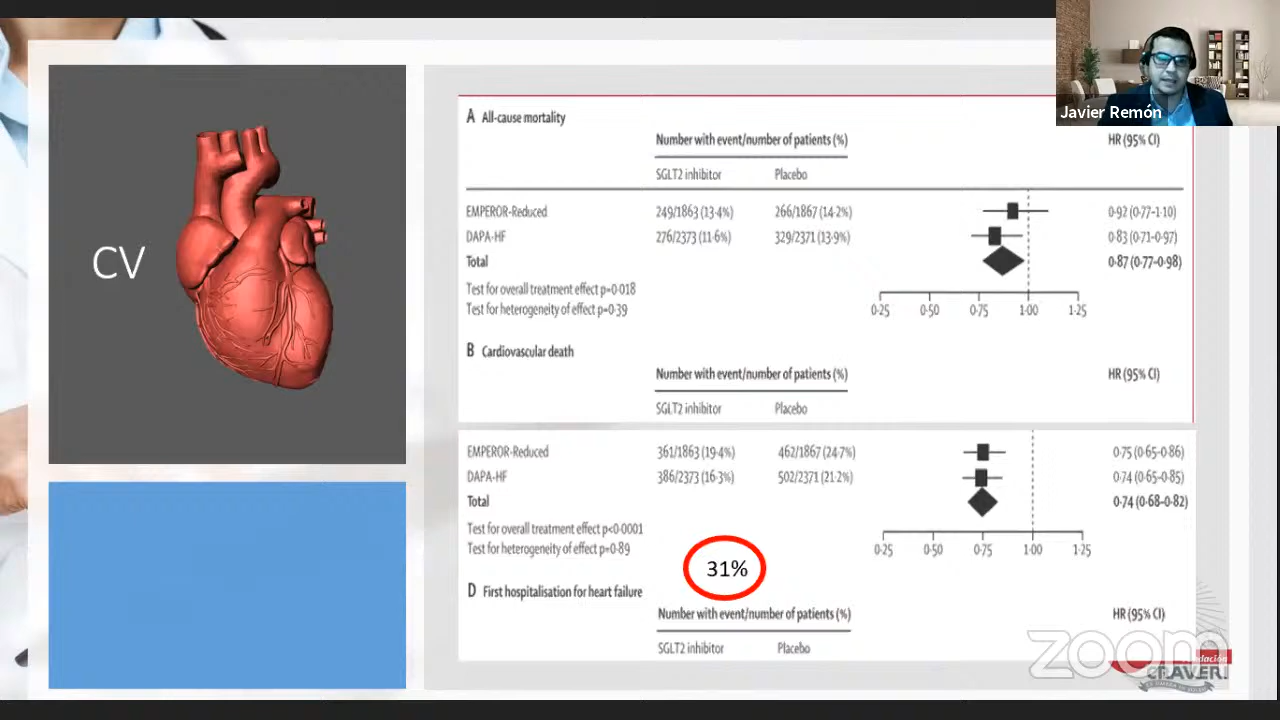 Javier Remón
CV
A All-cause mortality
Number with event/number of patients (%) HR (95% CI)
SGLT2 inhibitor Placebo
EMPEROR-Reduced 249/1863 (13·4%) 266/1867 (14·2%) 0·92 (0·77–1·10)
DAPA-HF 276/2373 (11·6%) 329/2371 (13·9%) 0·83 (0·71–0·97)
Total 0·87 (0·77–0·98)
Test for overall treatment effect p=0·018
Test for heterogeneity of effect p=0·39
0·25 0·50 0·75 1·00 1·25
B Cardiovascular death
Number with event/number of patients (%) HR (95% CI)
SGLT2 inhibitor Placebo
EMPEROR-Reduced 361/1863 (19·4%) 462/1867 (24·7%) 0·75 (0·65–0·86)
DAPA-HF 386/2373 (16·3%) 502/2371 (21·2%) 0·74 (0·65–0·85)
Total 0·74 (0·68–0·82)
Test for overall treatment effect p<0·0001
Test for heterogeneity of effect p=0·89
0·25 0·50 0·75 1·00 1·25
31%
D First hospitalisation for heart failure
Number with event/number of patients (%) HR (95% CI)
SGLT2 inhibitor Placebo
zoom
Fundación
CRAVERI